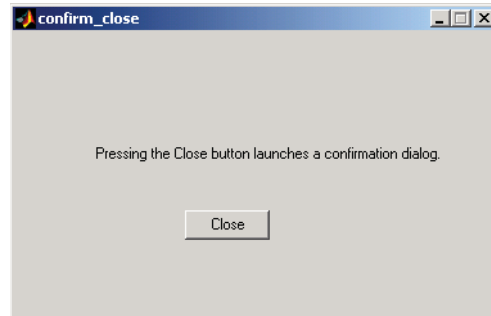 confirm_close
Pressing the Close button launches a confirmation dialog.
Close